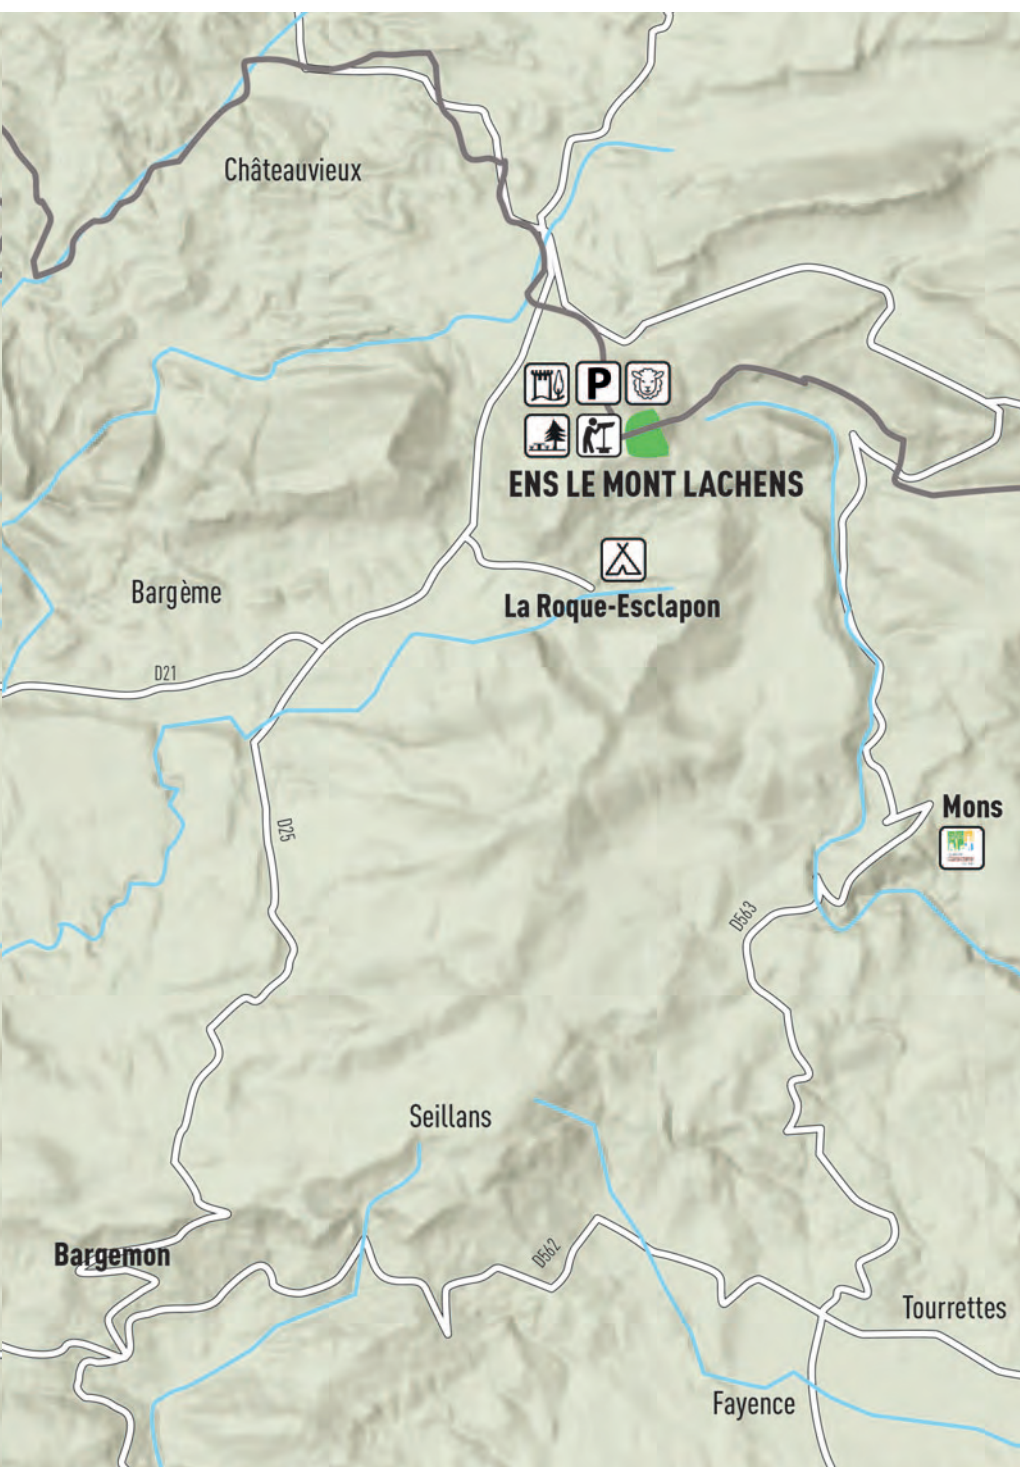 Châteauvieux
P
ENS LE MONT LACHENS
Bargème
La Roque-Esclapon
D21
Mons
D25
D563
Seillans
Bargemon
D562
Tourrettes
Fayence